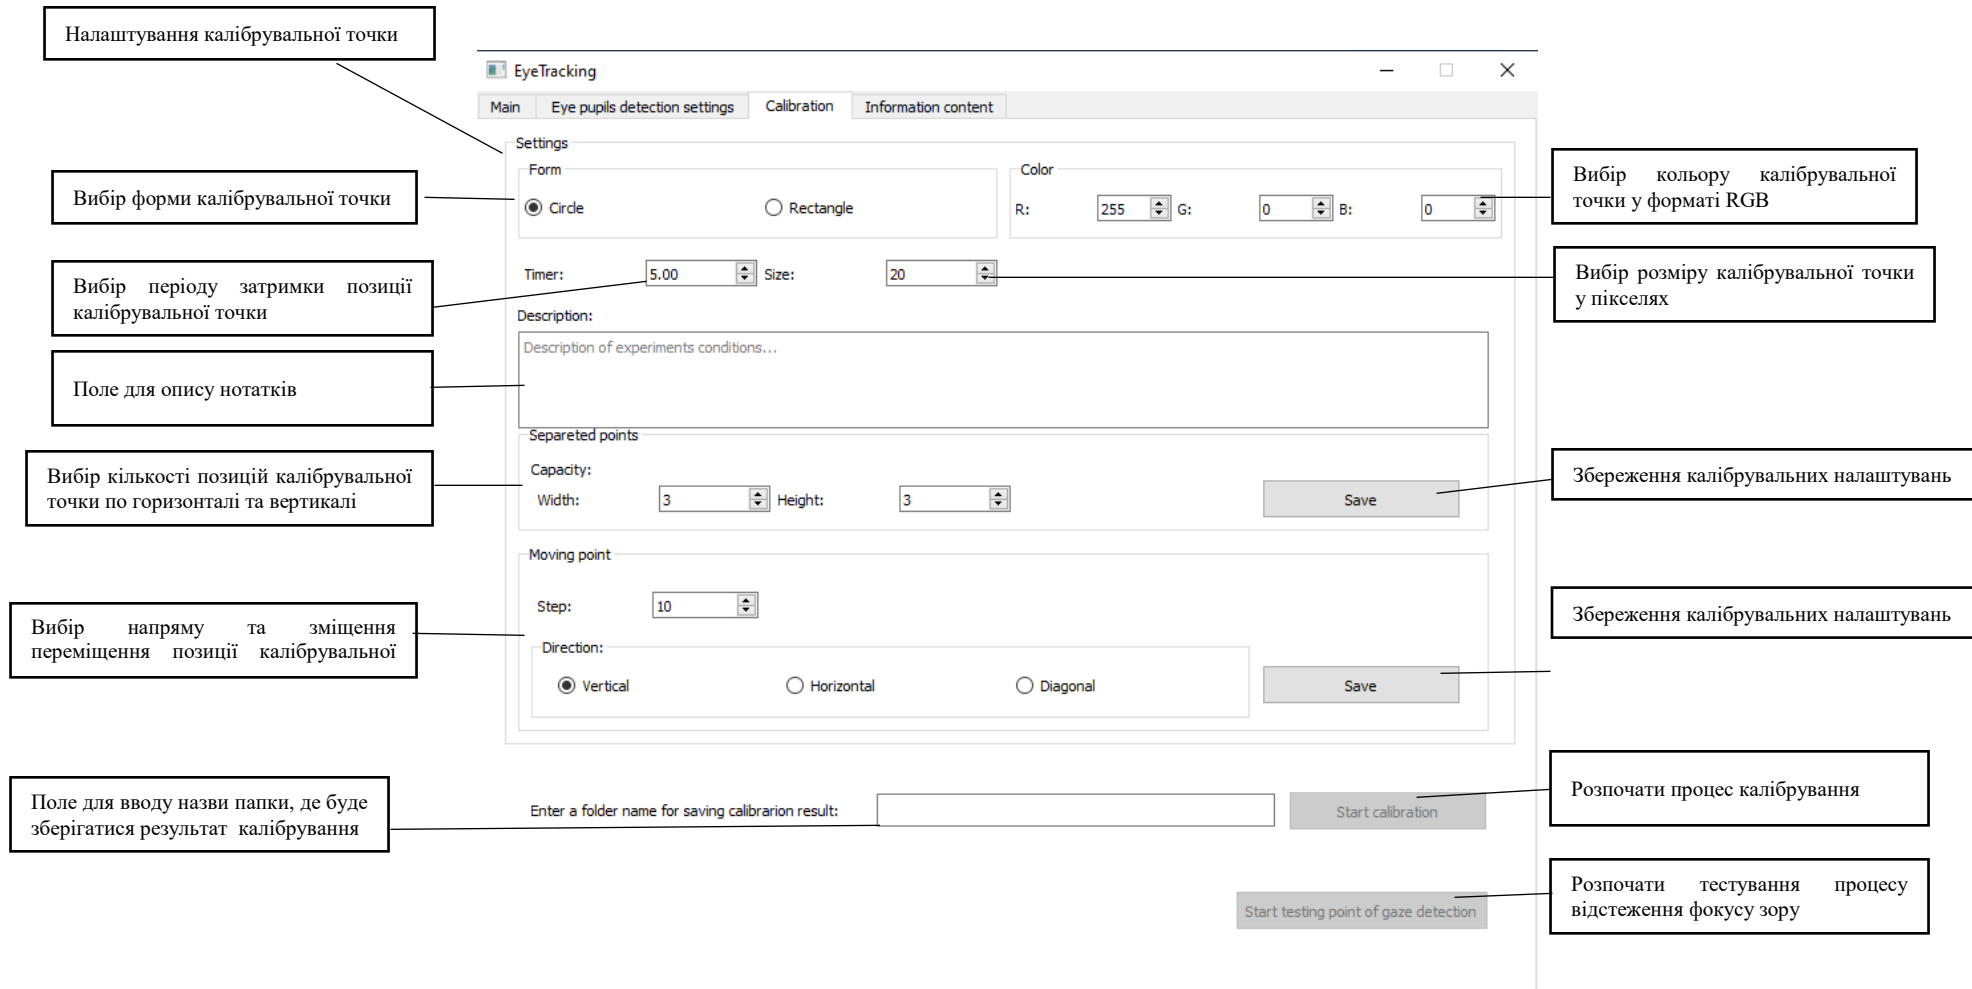 Налаштування калібрувальної точки
EyeTracking
Main Eye pupils detection settings Calibration Information content
Settings
Form
Color
Вибір форми калібрувальної точки
Circle Rectangle
R: 255 G: 0 B: 0
Вибір кольору калібрувальної
точки у форматі RGB
Вибір періоду затримки позиції
калібрувальної точки
Timer: 5.00 Size: 20
Вибір розміру калібрувальної точки
у пікселях
Description:
Description of experiments conditions...
Поле для опису нотатків
Separeted points
Вибір кількості позицій калібрувальної
точки по горизонталі та вертикалі
Capacity:
Width: 3 Height: 3 Save
Збереження калібрувальних налаштувань
Moving point
Step: 10
Збереження калібрувальних налаштувань
Вибір напряму та зміщення
переміщення позиції калібрувальної
Direction:
Vertical Horizontal Diagonal Save
Поле для вводу назви папки, де буде
зберігатися результат калібрування
Enter a folder name for saving calibrarion result: Start calibration
Розпочати процес калібрування
Start testing point of gaze detection
Розпочати тестування процесу
відстеження фокусу зору